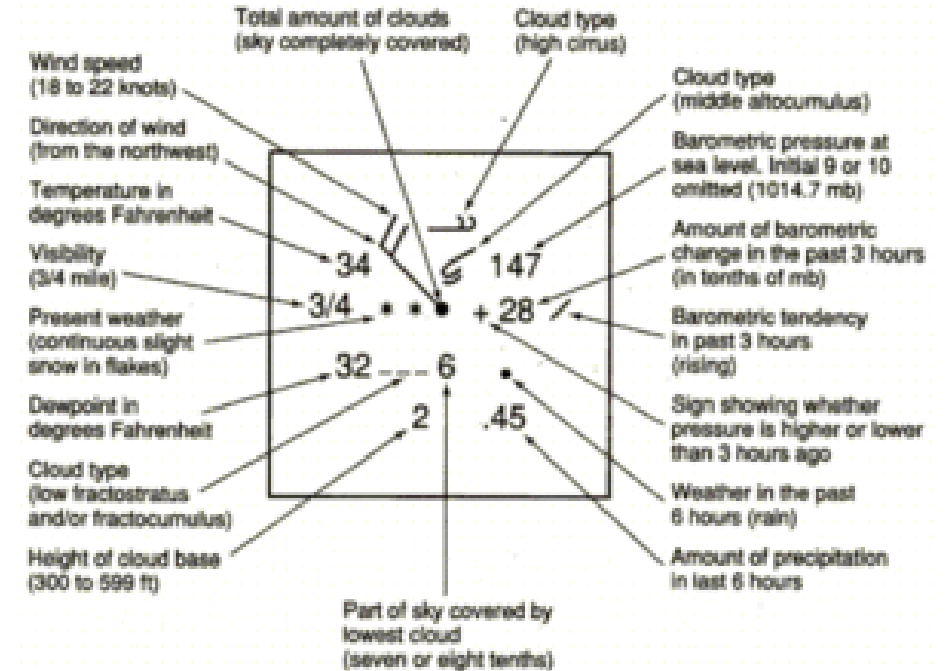 Total amount of clouds
(sky completely covered)
Cloud type
(high cirrus)
Wind speed
(18 to 22 knots)
Direction of wind
(from the northwest)
Temperature in
degrees Fahrenheit
Visibility
(3/4 mile)
Present weather
(continuous slight
snow in flakes)
Dewpoint in
degrees Fahrenheit
Cloud type
(low fractostratus
and/or fractocumulus)
Height of cloud base
(300 to 599 ft)
34
147
3/4
+ 28
32
6
2
.45
Cloud type
(middle altocumulus)
Barometric pressure at
sea level. Initial 9 or 10
omitted (1014.7 mb)
Amount of barometric
change in the past 3 hours
(in tenths of mb)
Barometric tendency
in past 3 hours
(rising)
Sign showing whether
pressure is higher or lower
than 3 hours ago
Weather in the past
6 hours (rain)
Amount of precipitation
in last 6 hours
Part of sky covered by
lowest cloud
(seven or eight tenths)